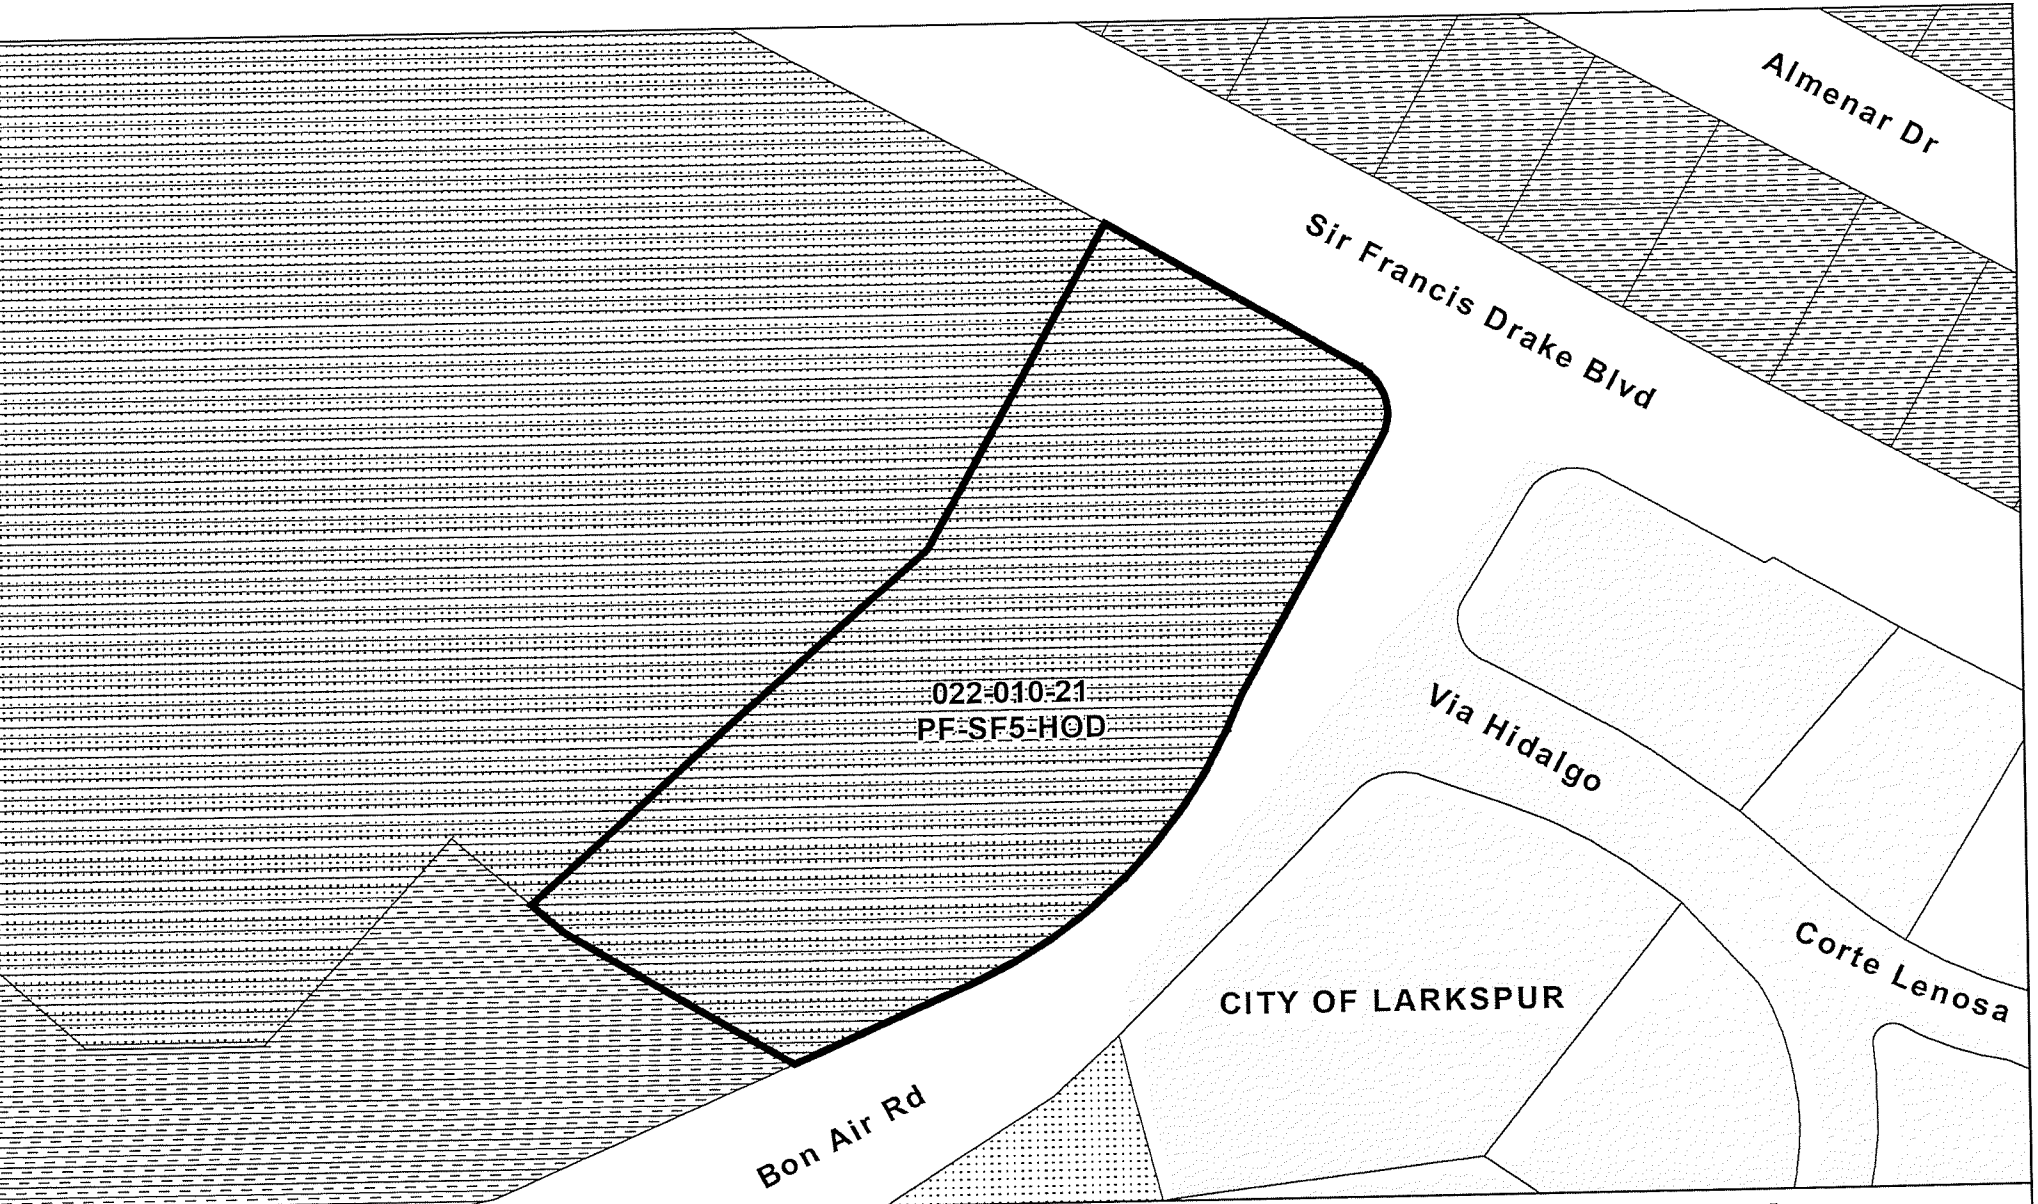 Almenar Dr
Sir Francis Drake Blvd
022-010-21
PF-SF5-HOD
Via Hidalgo
Corte Lenosa
CITY OF LARKSPUR
Bon Air Rd